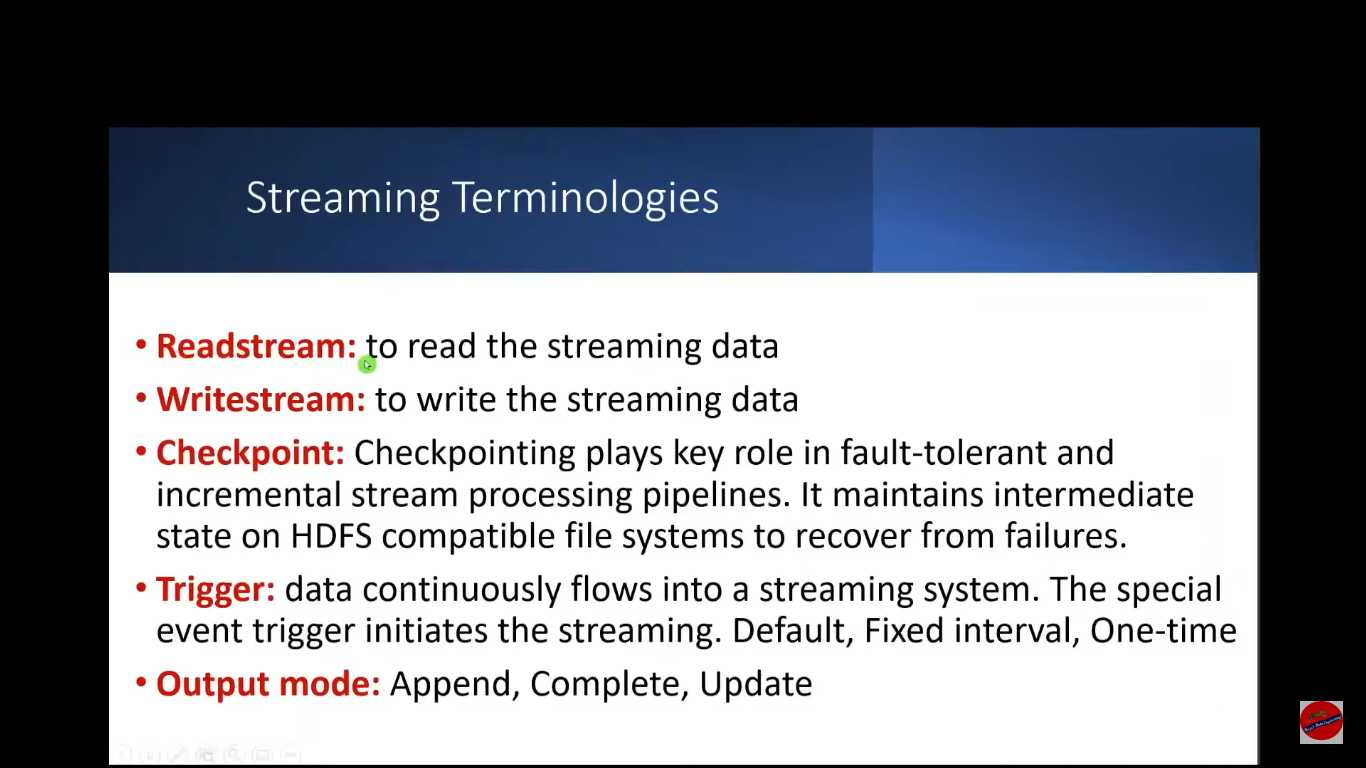 Streaming Terminologies
• Readstream: to read the streaming data
• Writestream: to write the streaming data
• Checkpoint: Checkpointing plays key role in fault-tolerant and
incremental stream processing pipelines. It maintains intermediate
state on HDFS compatible file systems to recover from failures.
• Trigger: data continuously flows into a streaming system. The special
event trigger initiates the streaming. Default, Fixed interval, One-time
• Output mode: Append, Complete, Update